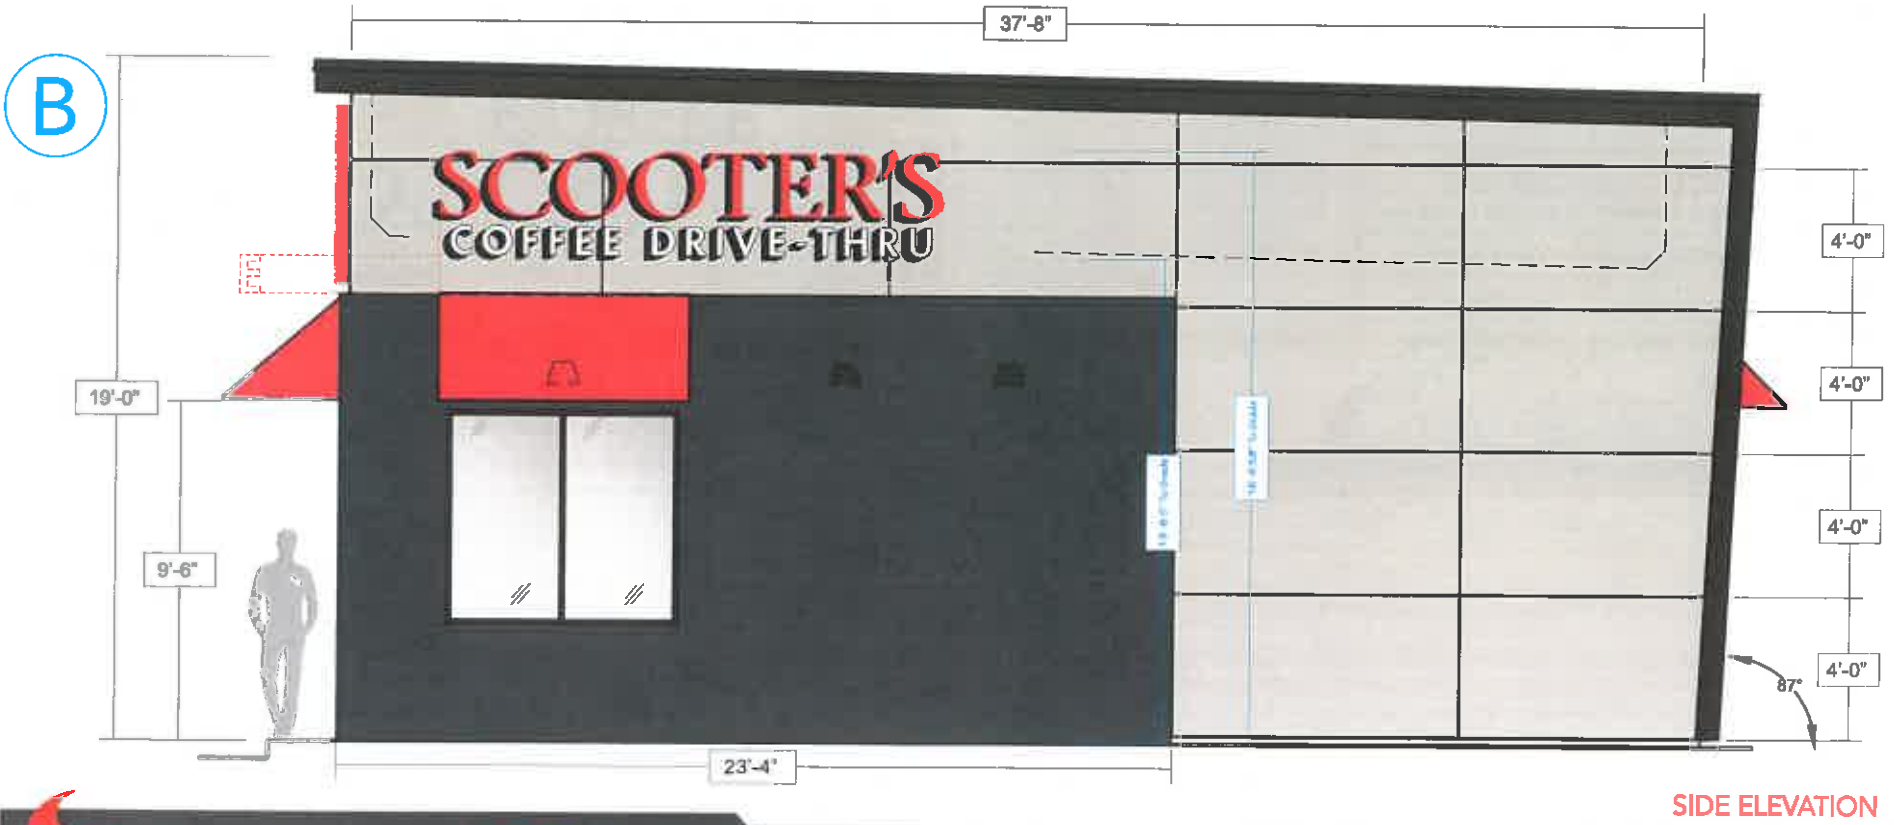 37'-8"
B
SCOOTER'S
COFFEE DRIVE-THRU
4'-0"
19'-0"
4'-0"
4'-0"
9'-6"
4'-0"
87°
23'-4"
SIDE ELEVATION